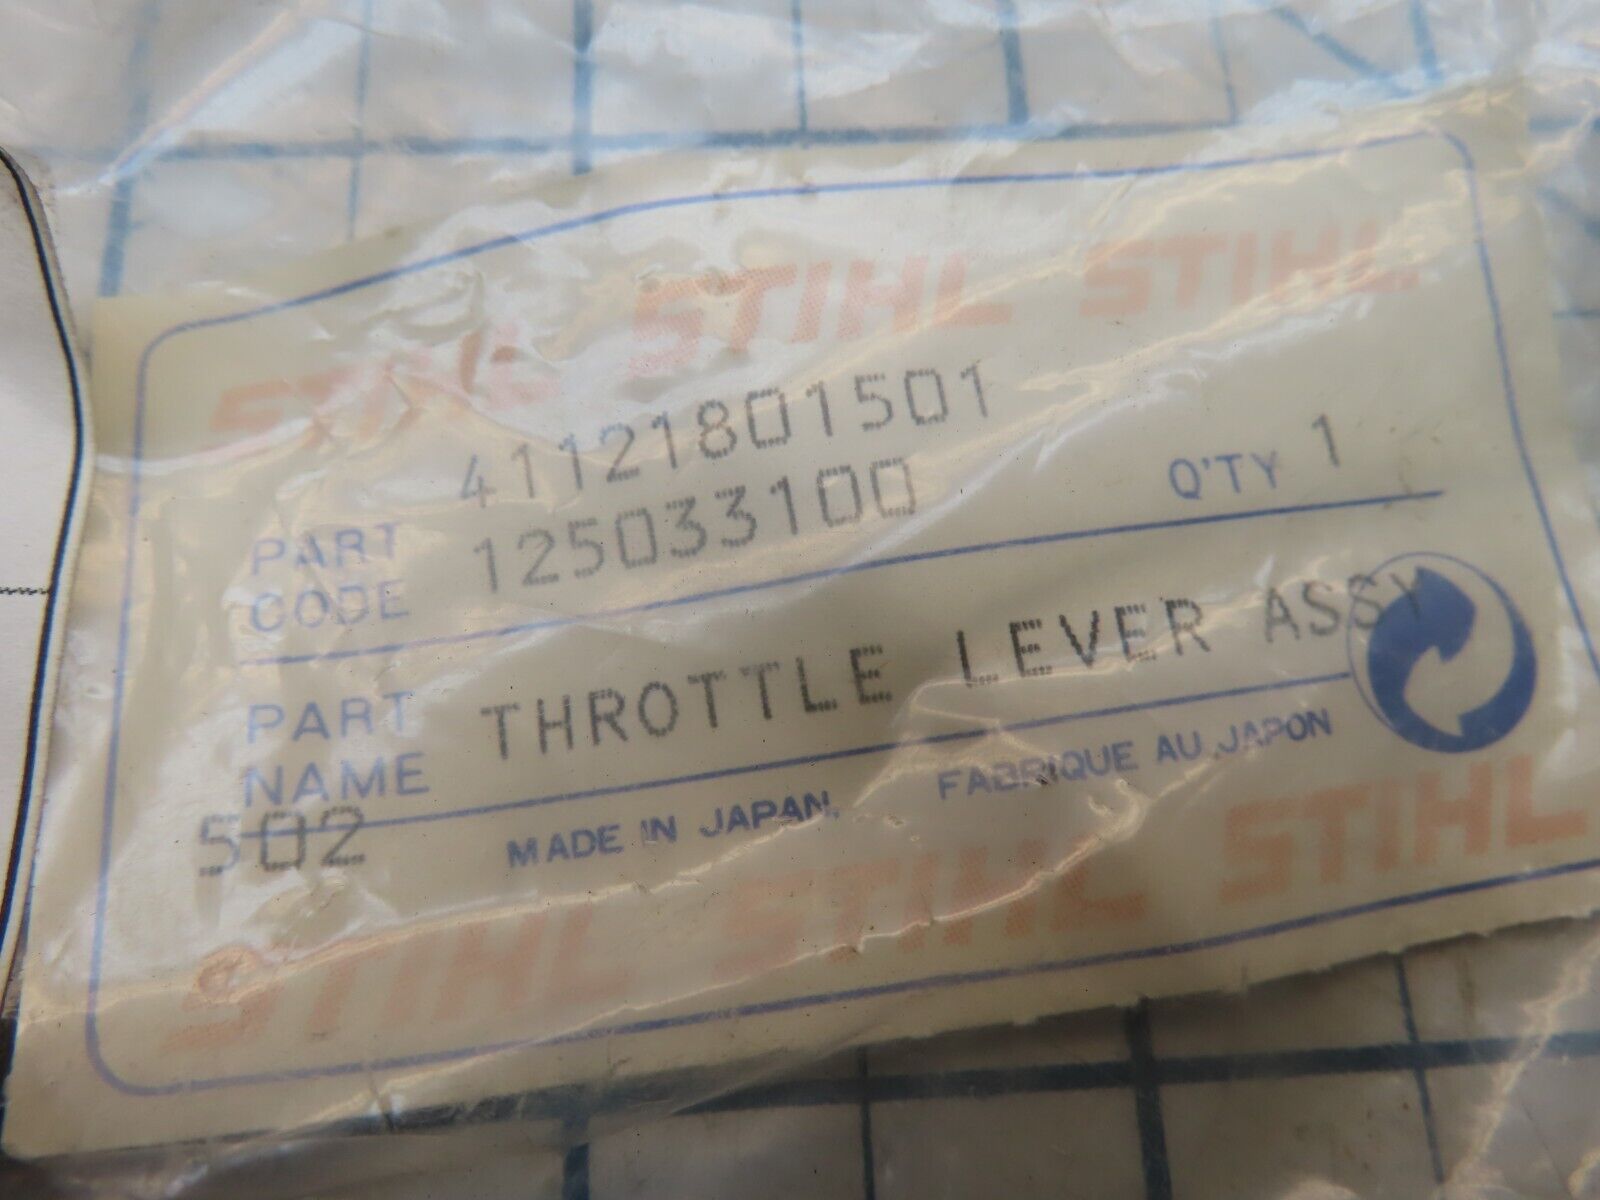 STIHL STIHL STIHL
41121801501
PART CODE 125033100 Q'TY 1
PART NAME THROTTLE LEVER ASSY
502 MADE IN JAPAN. FABRIQUE AU JAPON
STIHL STIHL STIHL